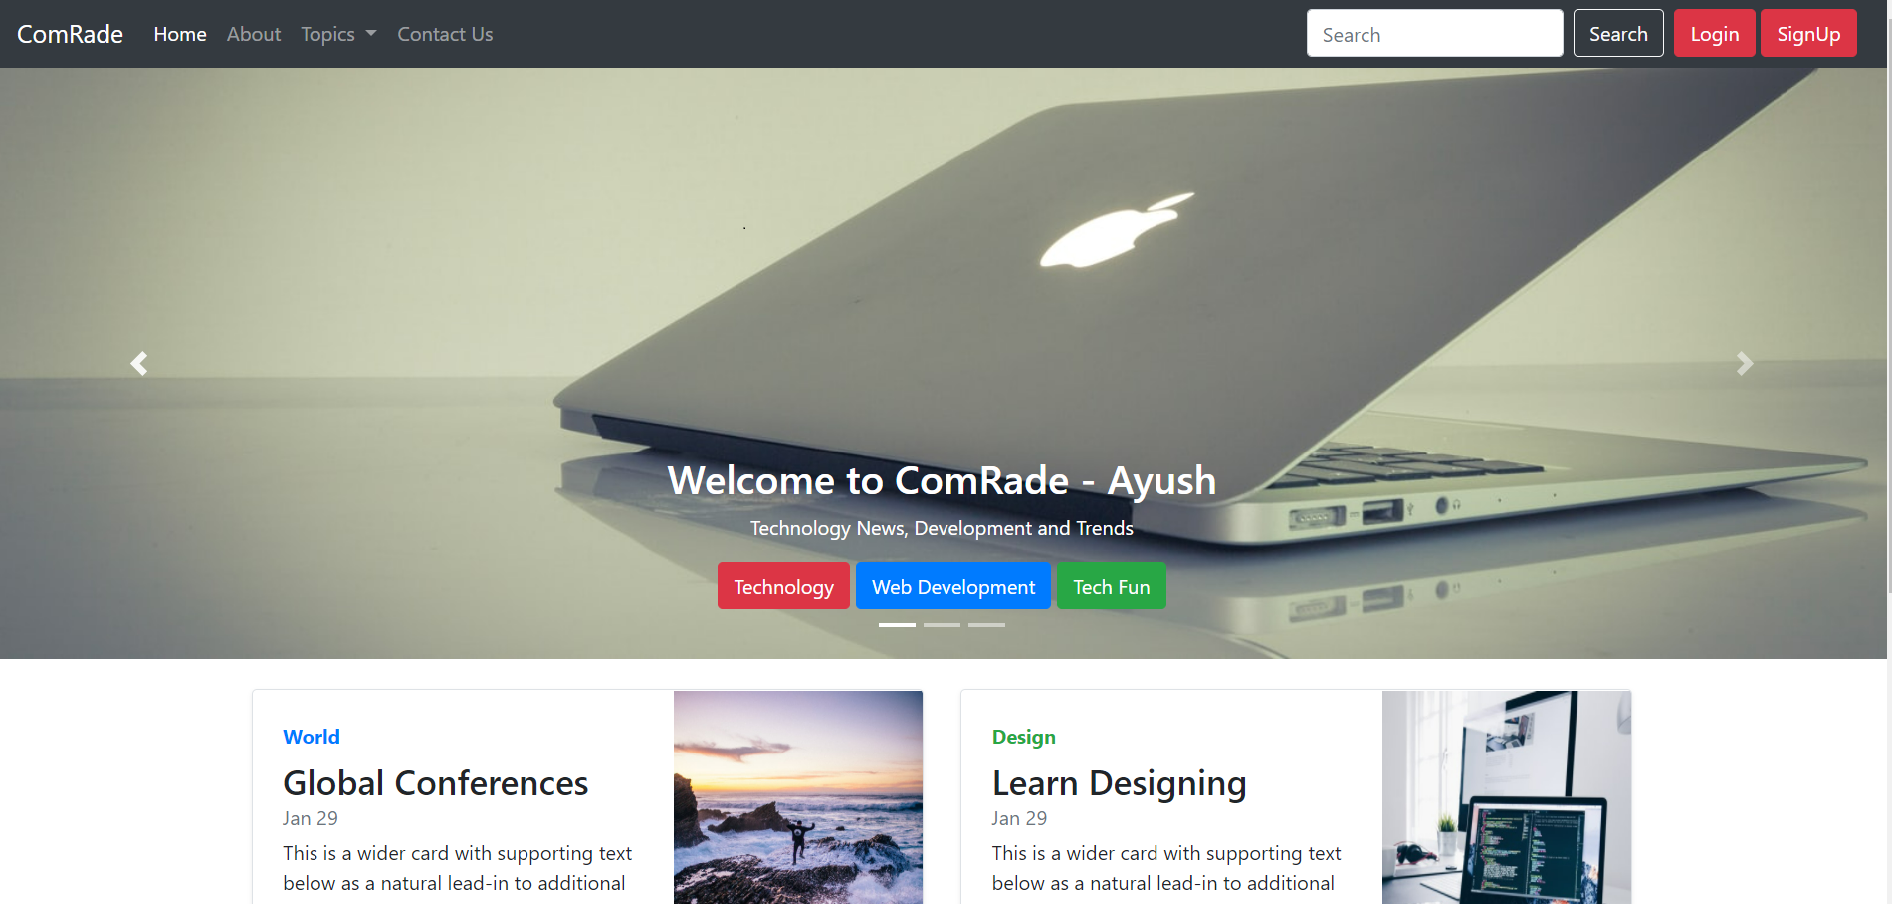 ComRade Home About Topics Contact Us Search Search Login SignUp
Welcome to ComRade - Ayush
Technology News, Development and Trends
Technology Web Development Tech Fun
World
Global Conferences
Jan 29
This is a wider card with supporting text
below as a natural lead-in to additional
Design
Learn Designing
Jan 29
This is a wider card with supporting text
below as a natural lead-in to additional